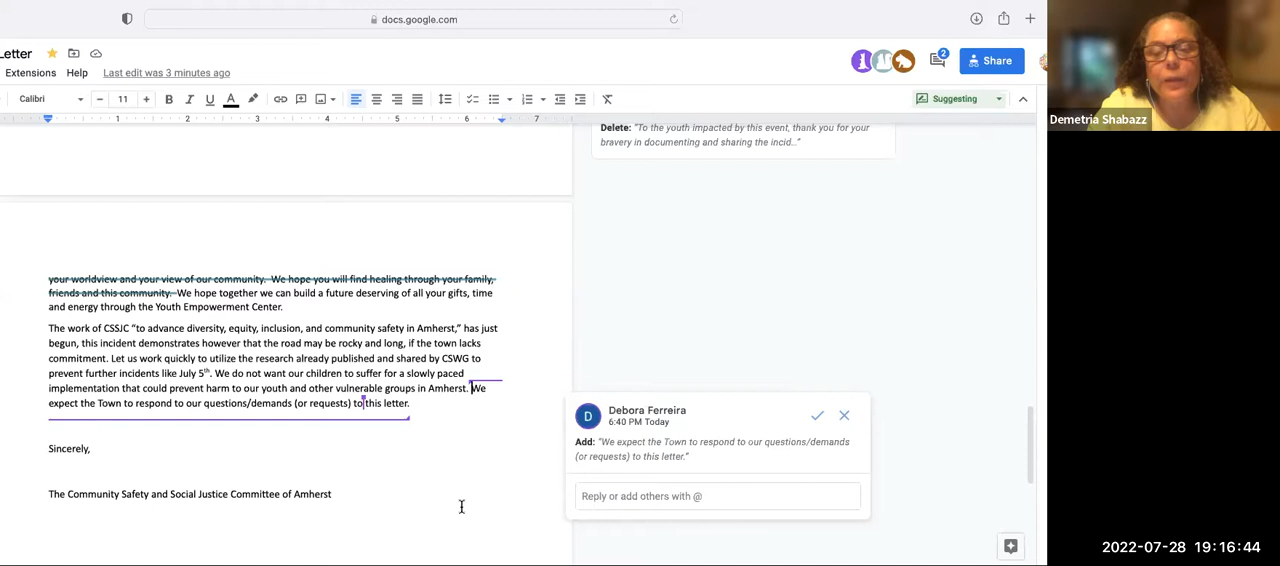 docs.google.com
Letter
Extensions Help Last edit was 3 minutes ago
2
Share
Calibri
11
Suggesting
1 2 3 4 5 6 7
Delete: "To the youth impacted by this event, thank you for your
bravery in documenting and sharing the incid..."
your worldview and your view of our community. We hope you will find healing through your family,
friends and this community. We hope together we can build a future deserving of all your gifts, time
and energy through the Youth Empowerment Center.
The work of CSSJC "to advance diversity, equity, inclusion, and community safety in Amherst," has just
begun, this incident demonstrates however that the road may be rocky and long, if the town lacks
commitment. Let us work quickly to utilize the research already published and shared by CSWG to
prevent further incidents like July 5th. We do not want our children to suffer for a slowly paced
implementation that could prevent harm to our youth and other vulnerable groups in Amherst. We
expect the Town to respond to our questions/demands (or requests) to this letter.
Sincerely,
The Community Safety and Social Justice Committee of Amherst
D
Debora Ferreira
6:40 PM Today
Add: "We expect the Town to respond to our questions/demands
(or requests) to this letter."
Reply or add others with @
Demetria Shabazz
2022-07-28 19:16:44